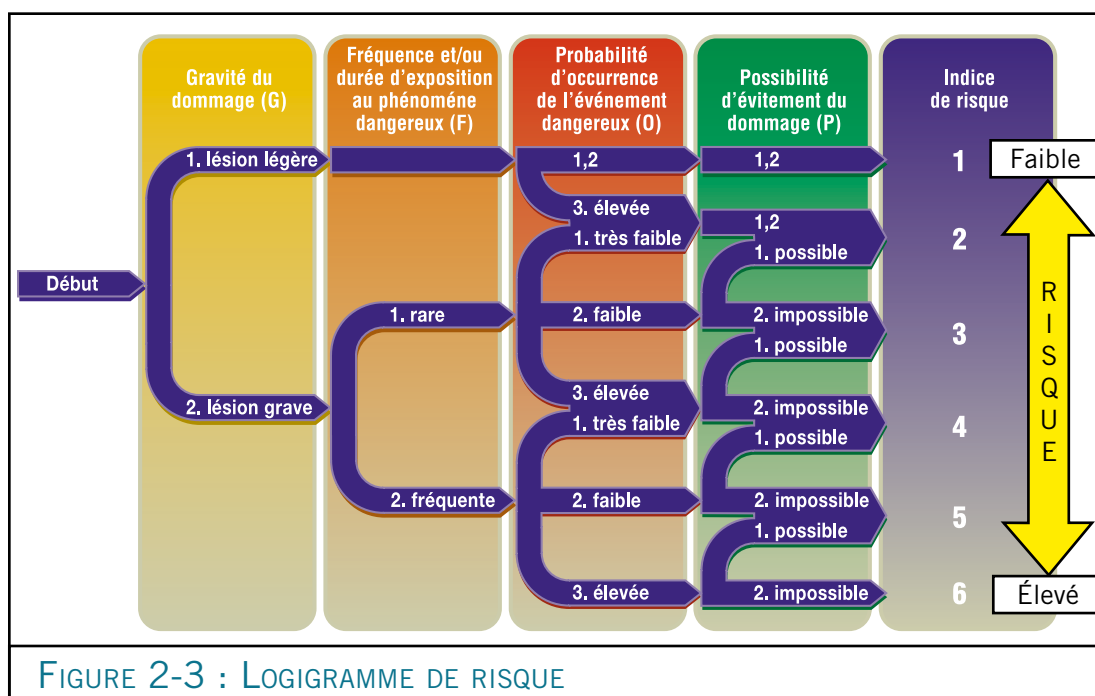 Gravité du
dommage (G)
Fréquence et/ou
durée d'exposition
au phénoméne
dangereux (F)
Probabilité
d'occurrence
de l'événement
dangereux (O)
Possibilité
d'évitement du
dommage (P)
Indice
de risque
Début
1. lésion légère
2. lésion grave
1. rare
2. fréquente
1,2
3. élevée
1. très faible
2. faible
3. élevée
1. très faible
2. faible
3. élevée
1,2
1,2
1. possible
2. impossible
1. possible
2. impossible
1. possible
2. impossible
1. possible
2. impossible
1
2
3
4
5
6
Faible
RISQUE
Élevé
FIGURE 2-3 : LOGIGRAMME DE RISQUE